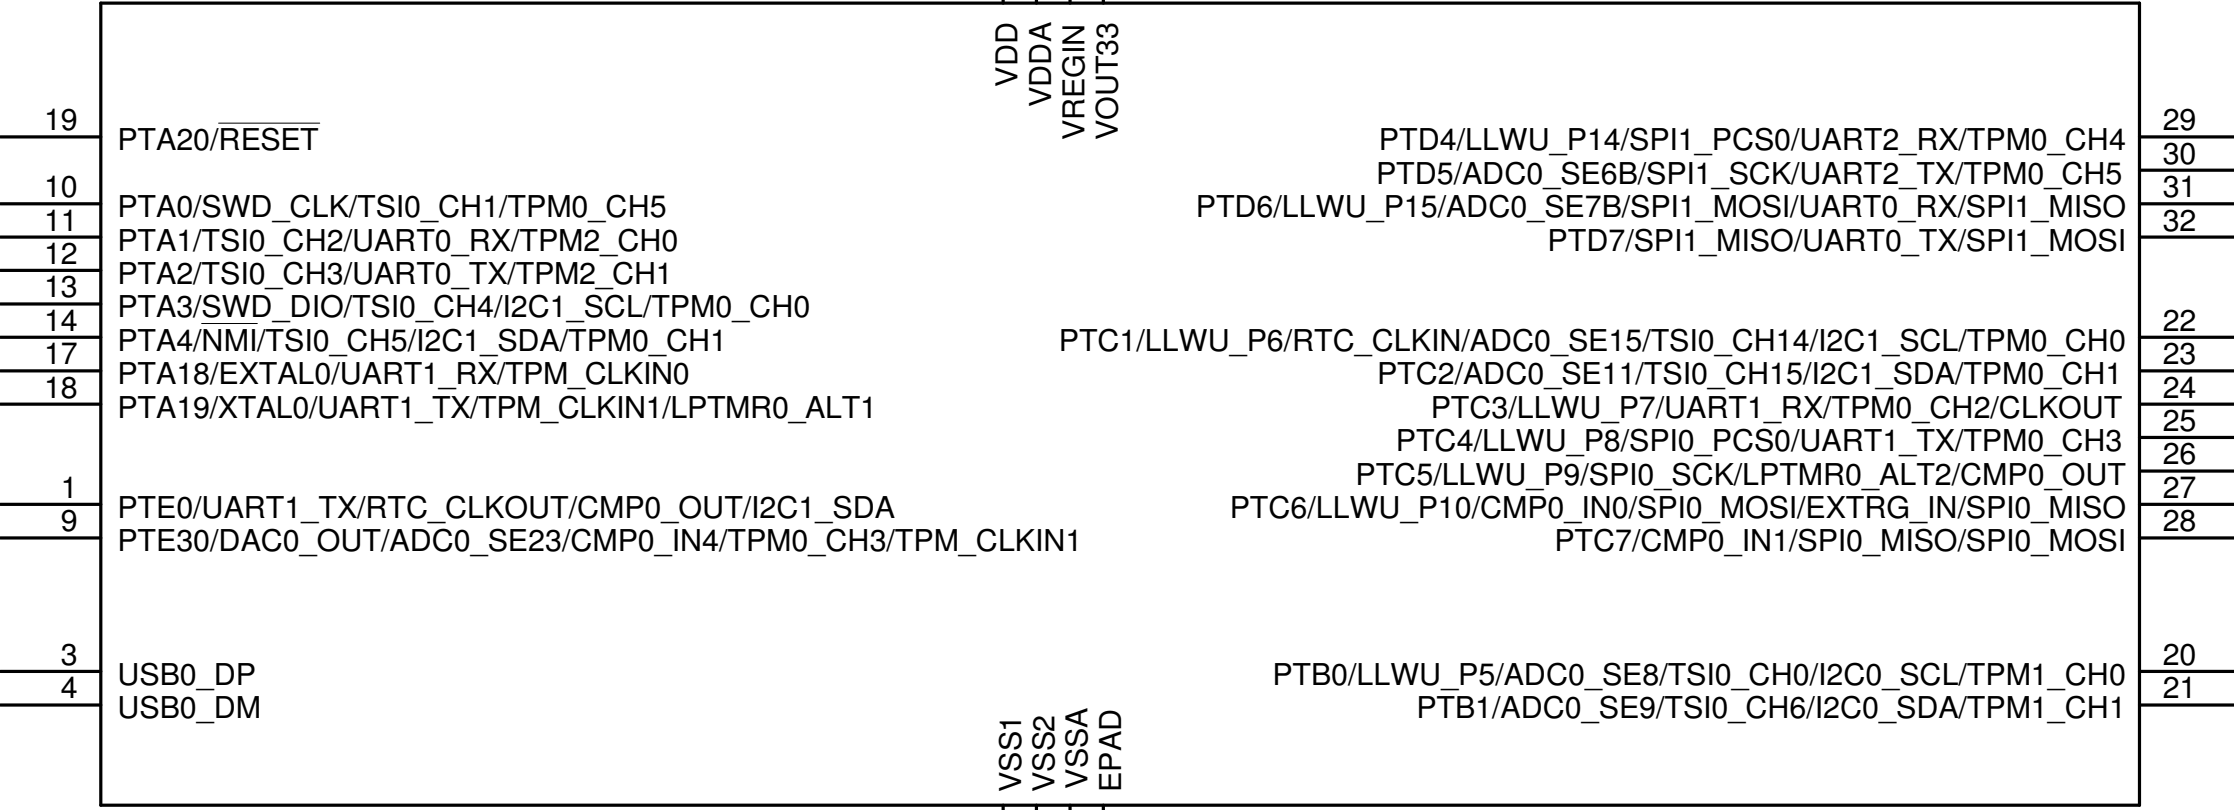 VDD
VDDA
VREGIN
VOUT33
19
PTA20/RESET
10
PTA0/SWD_CLK/TSI0_CH1/TPM0_CH5
11
PTA1/TSI0_CH2/UART0_RX/TPM2_CH0
12
PTA2/TSI0_CH3/UART0_TX/TPM2_CH1
13
PTA3/SWD_DIO/TSI0_CH4/I2C1_SCL/TPM0_CH0
14
PTA4/NMI/TSI0_CH5/I2C1_SDA/TPM0_CH1
17
PTA18/EXTAL0/UART1_RX/TPM_CLKIN0
18
PTA19/XTAL0/UART1_TX/TPM_CLKIN1/LPTMR0_ALT1
1
PTE0/UART1_TX/RTC_CLKOUT/CMP0_OUT/I2C1_SDA
9
PTE30/DAC0_OUT/ADC0_SE23/CMP0_IN4/TPM0_CH3/TPM_CLKIN1
3
USB0_DP
4
USB0_DM
29
PTD4/LLWU_P14/SPI1_PCS0/UART2_RX/TPM0_CH4
30
PTD5/ADC0_SE6B/SPI1_SCK/UART2_TX/TPM0_CH5
31
PTD6/LLWU_P15/ADC0_SE7B/SPI1_MOSI/UART0_RX/SPI1_MISO
32
PTD7/SPI1_MISO/UART0_TX/SPI1_MOSI
22
PTC1/LLWU_P6/RTC_CLKIN/ADC0_SE15/TSI0_CH14/I2C1_SCL/TPM0_CH0
23
PTC2/ADC0_SE11/TSI0_CH15/I2C1_SDA/TPM0_CH1
24
PTC3/LLWU_P7/UART1_RX/TPM0_CH2/CLKOUT
25
PTC4/LLWU_P8/SPI0_PCS0/UART1_TX/TPM0_CH3
26
PTC5/LLWU_P9/SPI0_SCK/LPTMR0_ALT2/CMP0_OUT
27
PTC6/LLWU_P10/CMP0_IN0/SPI0_MOSI/EXTRG_IN/SPI0_MISO
28
PTC7/CMP0_IN1/SPI0_MISO/SPI0_MOSI
20
PTB0/LLWU_P5/ADC0_SE8/TSI0_CH0/I2C0_SCL/TPM1_CH0
21
PTB1/ADC0_SE9/TSI0_CH6/I2C0_SDA/TPM1_CH1
VSS1
VSS2
VSSA
EPAD